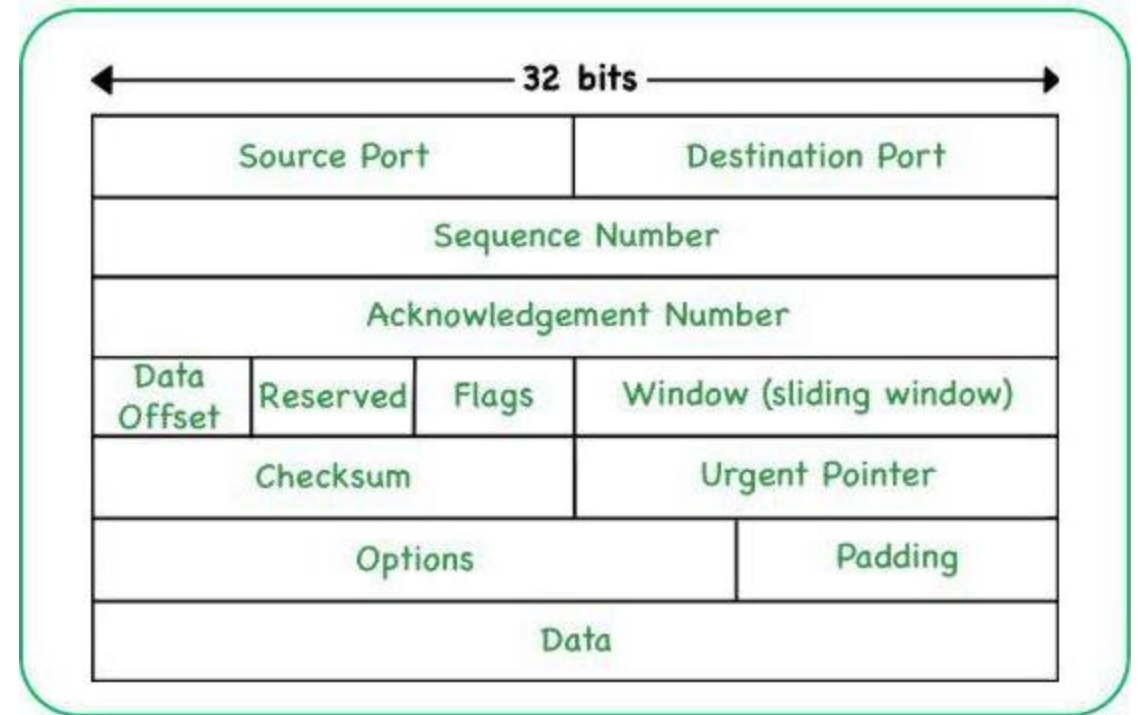 32 bits
Source Port
Destination Port
Sequence Number
Acknowledgement Number
Data
Offset
Reserved
Flags
Window (sliding window)
Checksum
Urgent Pointer
Options
Padding
Data